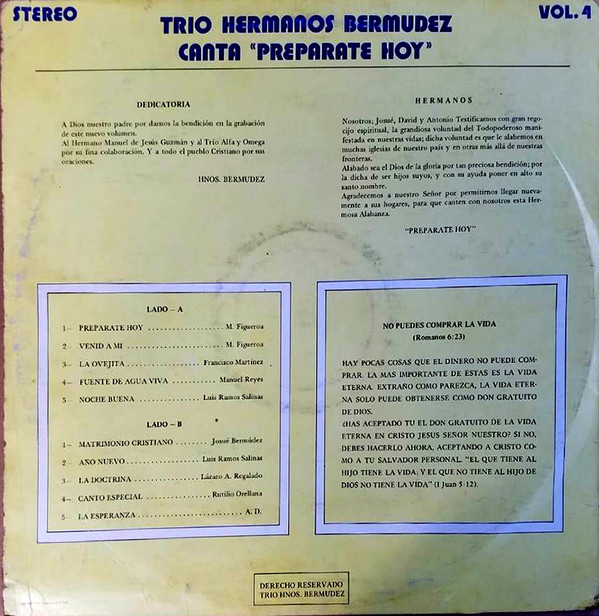 STEREO
VOL. 4
TRIO HERMANOS BERMUDEZ
CANTA "PREPARATE HOY"
DEDICATORIA
A Dios nuestro padre por darnos la bendición en la grabación
de este nuevo volumen.
Al Hermano Manuel de Jesús Guzmán y al Trío Alfa y Omega
por su fina colaboración. Y a todo el pueblo Cristiano por sus
oraciones.
HNOS. BERMUDEZ
HERMANOS
Nosotros; Josué, David y Antonio Testificamos con gran rego-
cijo espiritual, la grandiosa voluntad del Todopoderoso mani-
festada en nuestras vidas; dicha voluntad es que le alabemos en
muchas iglesias de nuestro país y en otras más allá de nuestras
fronteras.
Alabado sea el Dios de la gloria por tan preciosa bendición; por
la dicha de ser hijos suyos, y con su ayuda poner en alto su
santo nombre.
Agradecemos a nuestro Señor por permitirnos llegar nueva-
mente a sus hogares, para que canten con nosotros esta Her-
mosa Alabanza.
"PREPARATE HOY"
LADO - A
1- PREPARATE HOY .................... M. Figueroa
2- VENID A MI .................... M. Figueroa
3- LA OVEJITA .................... Francisco Martínez
4- FUENTE DE AGUA VIVA .................... Manuel Reyes
5- NOCHE BUENA .................... Luis Ramos Salinas
LADO - B
1- MATRIMONIO CRISTIANO .................... Josué Bermúdez
2- AÑO NUEVO .................... Luis Ramos Salinas
3- LA DOCTRINA .................... Lázaro A. Regalado
4- CANTO ESPECIAL .................... Rutilio Orellana
5 LA ESPERANZA .................... A. D.
NO PUEDES COMPRAR LA VIDA
(Romanos 6:23)
HAY POCAS COSAS QUE EL DINERO NO PUEDE COM-
PRAR. LA MAS IMPORTANTE DE ESTAS ES LA VIDA
ETERNA. EXTRAÑO COMO PAREZCA, LA VIDA ETER-
NA SOLO PUEDE OBTENERSE COMO DON GRATUITO
DE DIOS.
¿HAS ACEPTADO TU EL DON GRATUITO DE LA VIDA
ETERNA EN CRISTO JESUS SEÑOR NUESTRO? SI NO,
DEBES HACERLO AHORA, ACEPTANDO A CRISTO CO-
MO A TU SALVADOR PERSONAL. "EL QUE TIENE AL
HIJO TIENE LA VIDA; Y EL QUE NO TIENE AL HIJO DE
DIOS NO TIENE LA VIDA" (I Juan 5:12).
DERECHO RESERVADO
TRIO HNOS. BERMUDEZ